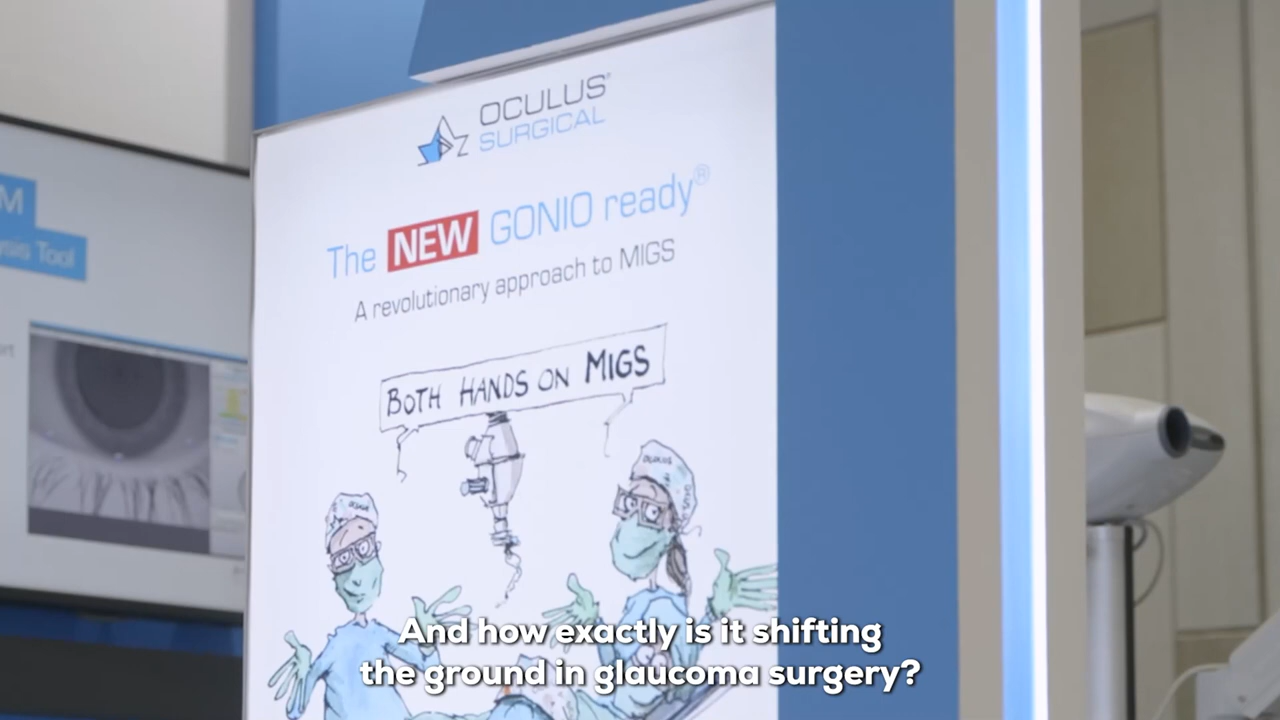 OCULUS®
SURGICAL
The NEW GONIO ready®
A revolutionary approach to MIGS
BOTH HANDS ON MIGS
M
Tool
And how exactly is it shifting
the ground in glaucoma surgery?